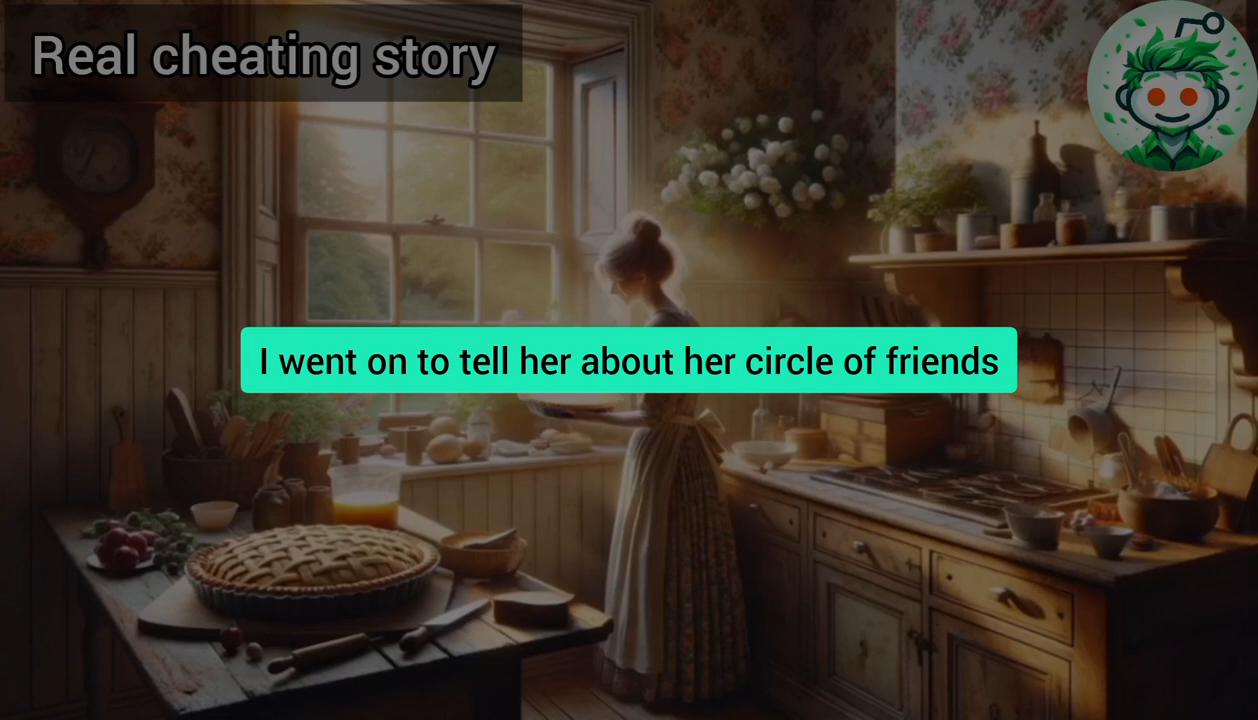 Real cheating story
I went on to tell her about her circle of friends